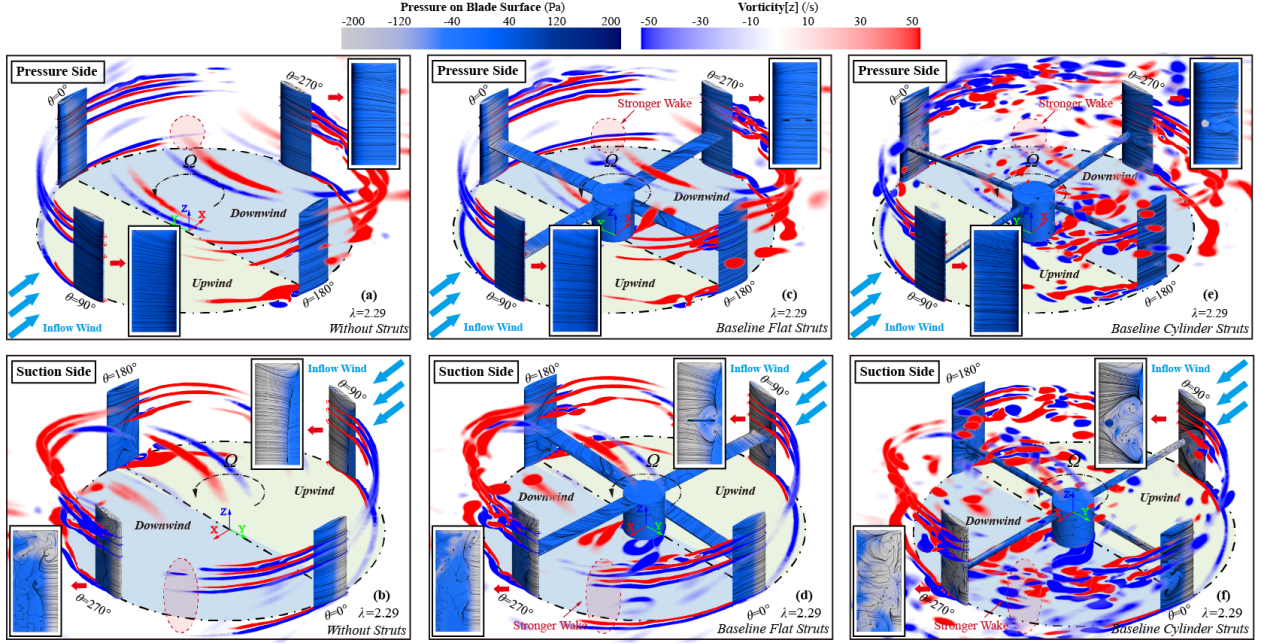 Pressure on Blade Surface (Pa)
-200 -120 -40 40 120 200
Vorticity[z] (/s)
-50 -30 -10 10 30 50
Pressure Side
θ=0°
θ=270°
Ω
Z
Y
X
Downwind
Upwind
θ=90°
θ=180°
Inflow Wind
(a)
λ=2.29
Without Struts
Pressure Side
θ=0°
θ=270°
Stronger Wake
Ω
Z
Y
X
Downwind
Upwind
θ=90°
θ=180°
Inflow Wind
(c)
λ=2.29
Baseline Flat Struts
Pressure Side
θ=0°
θ=270°
Stronger Wake
Ω
Z
Y
X
Downwind
Upwind
θ=90°
θ=180°
Inflow Wind
(e)
λ=2.29
Baseline Cylinder Struts
Suction Side
θ=180°
Inflow Wind
θ=90°
Ω
Upwind
Downwind
Z
X
Y
θ=270°
θ=0°
(b)
λ=2.29
Without Struts
Suction Side
θ=180°
Inflow Wind
θ=90°
Ω
Upwind
Downwind
Z
X
Y
θ=270°
Stronger Wake
θ=0°
(d)
λ=2.29
Baseline Flat Struts
Suction Side
θ=180°
Inflow Wind
θ=90°
Ω
Upwind
Downwind
Z
X
Y
θ=270°
Stronger Wake
θ=0°
(f)
λ=2.29
Baseline Cylinder Struts